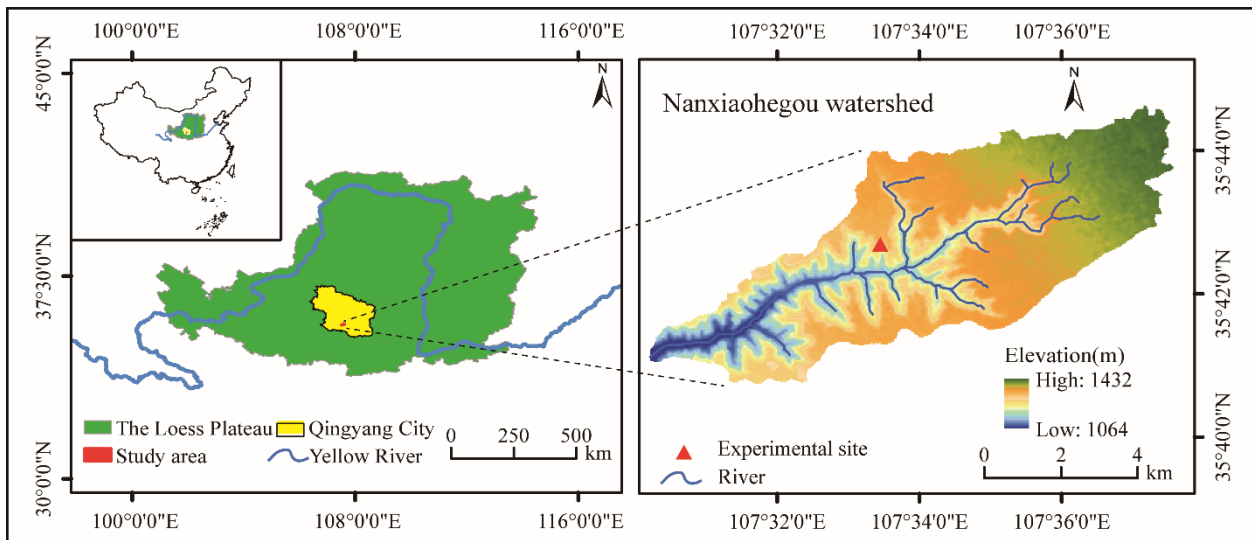 100°0'0"E 108°0'0"E 116°0'0"E
45°0'0"N
37°30'0"N
30°0'0"N
N
The Loess Plateau
Qingyang City
Study area
Yellow River
0 250 500
km
100°0'0"E 108°0'0"E 116°0'0"E
107°32'0"E 107°34'0"E 107°36'0"E
Nanxiaohegou watershed
N
35°44'0"N
35°42'0"N
35°40'0"N
Elevation(m)
High: 1432
Low: 1064
Experimental site
River
0 2 4
km
107°32'0"E 107°34'0"E 107°36'0"E